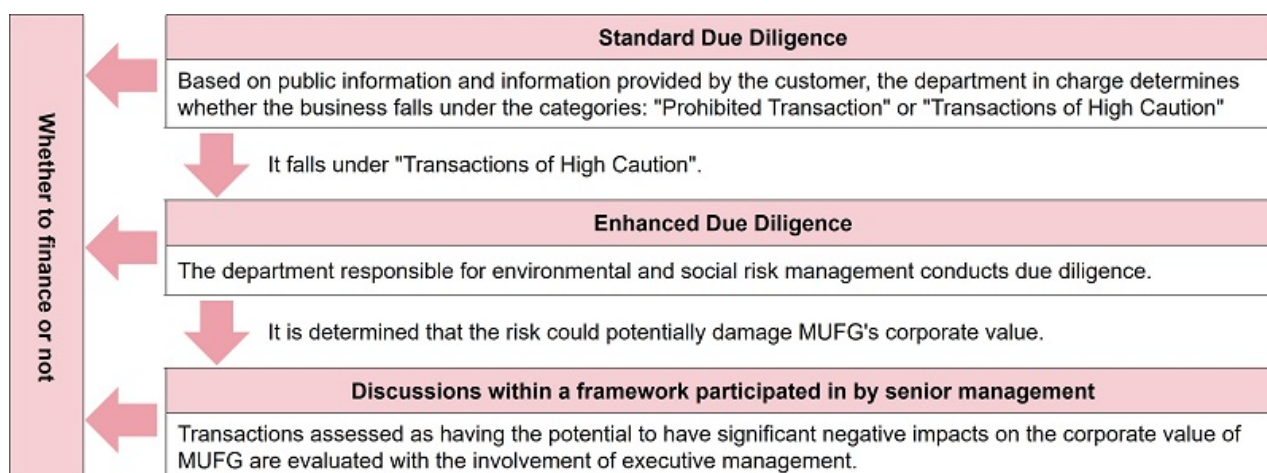 Whether to finance or not
Standard Due Diligence
Based on public information and information provided by the customer, the department in charge determines
whether the business falls under the categories: "Prohibited Transaction" or "Transactions of High Caution"
It falls under "Transactions of High Caution".
Enhanced Due Diligence
The department responsible for environmental and social risk management conducts due diligence.
It is determined that the risk could potentially damage MUFG's corporate value.
Discussions within a framework participated in by senior management
Transactions assessed as having the potential to have significant negative impacts on the corporate value of
MUFG are evaluated with the involvement of executive management.